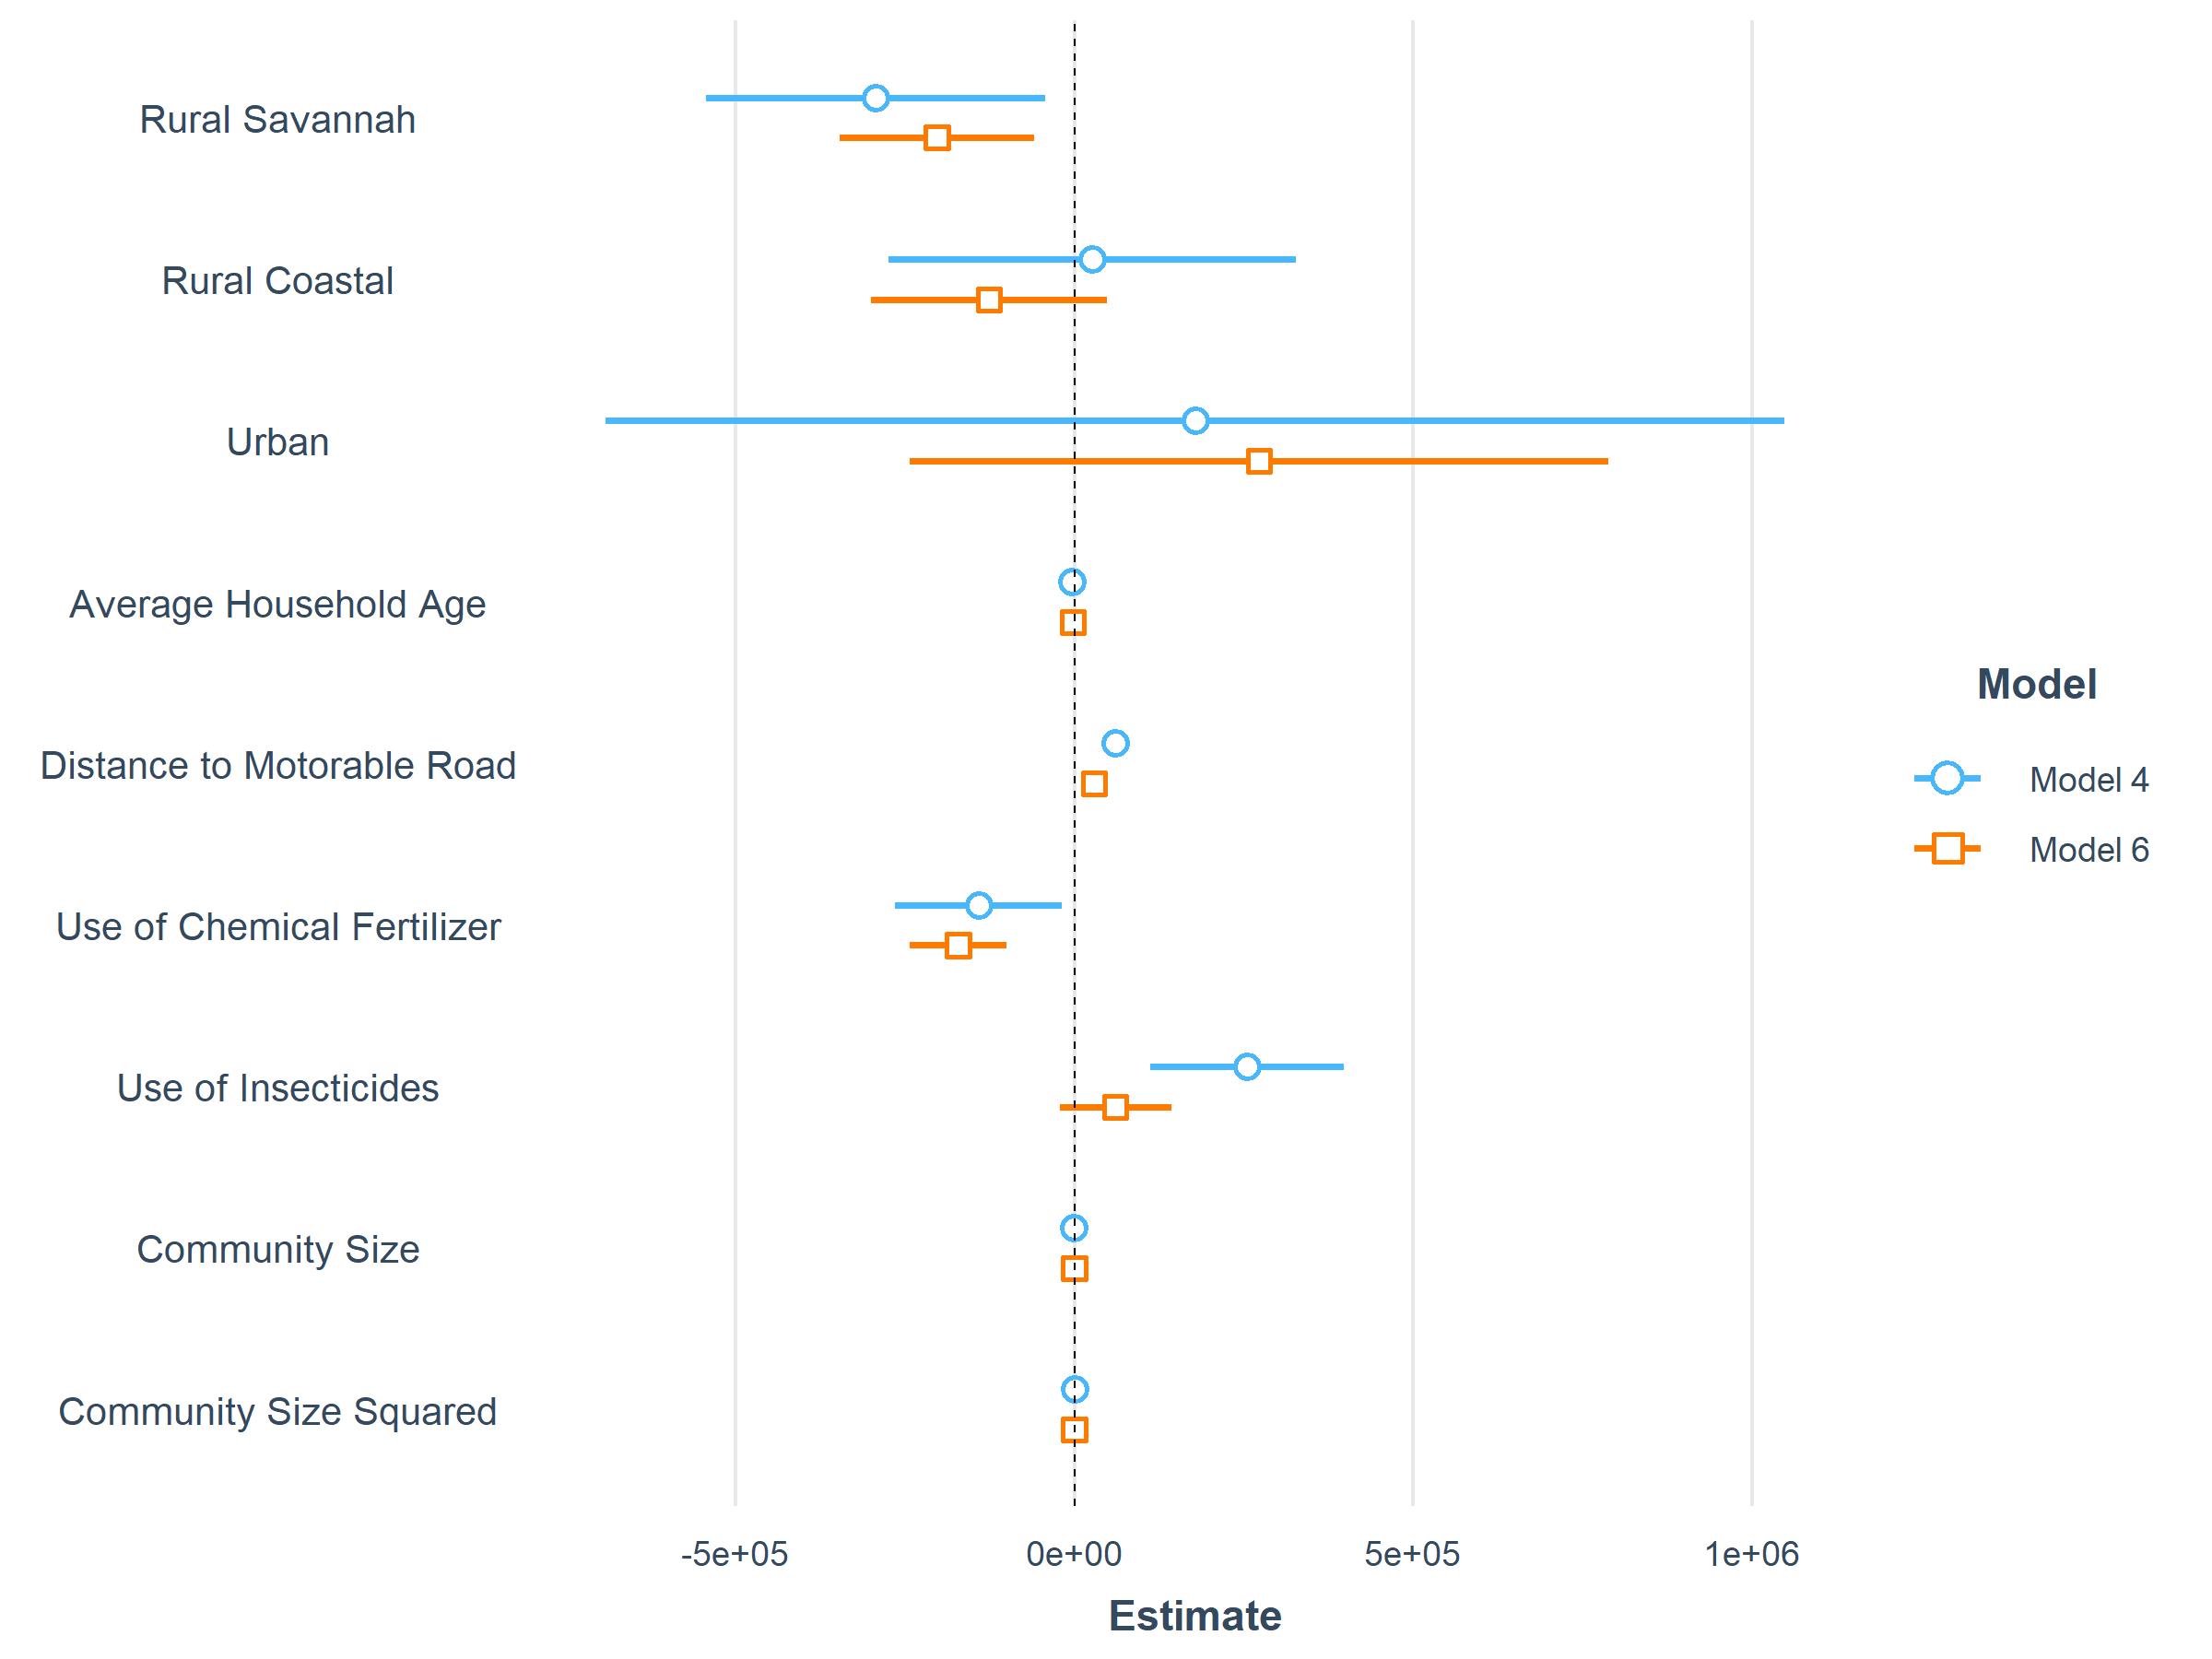 Rural Savannah
Rural Coastal
Urban
Average Household Age
Distance to Motorable Road
Use of Chemical Fertilizer
Use of Insecticides
Community Size
Community Size Squared
-5e+05 0e+00 5e+05 1e+06
Estimate
Model
Model 4
Model 6